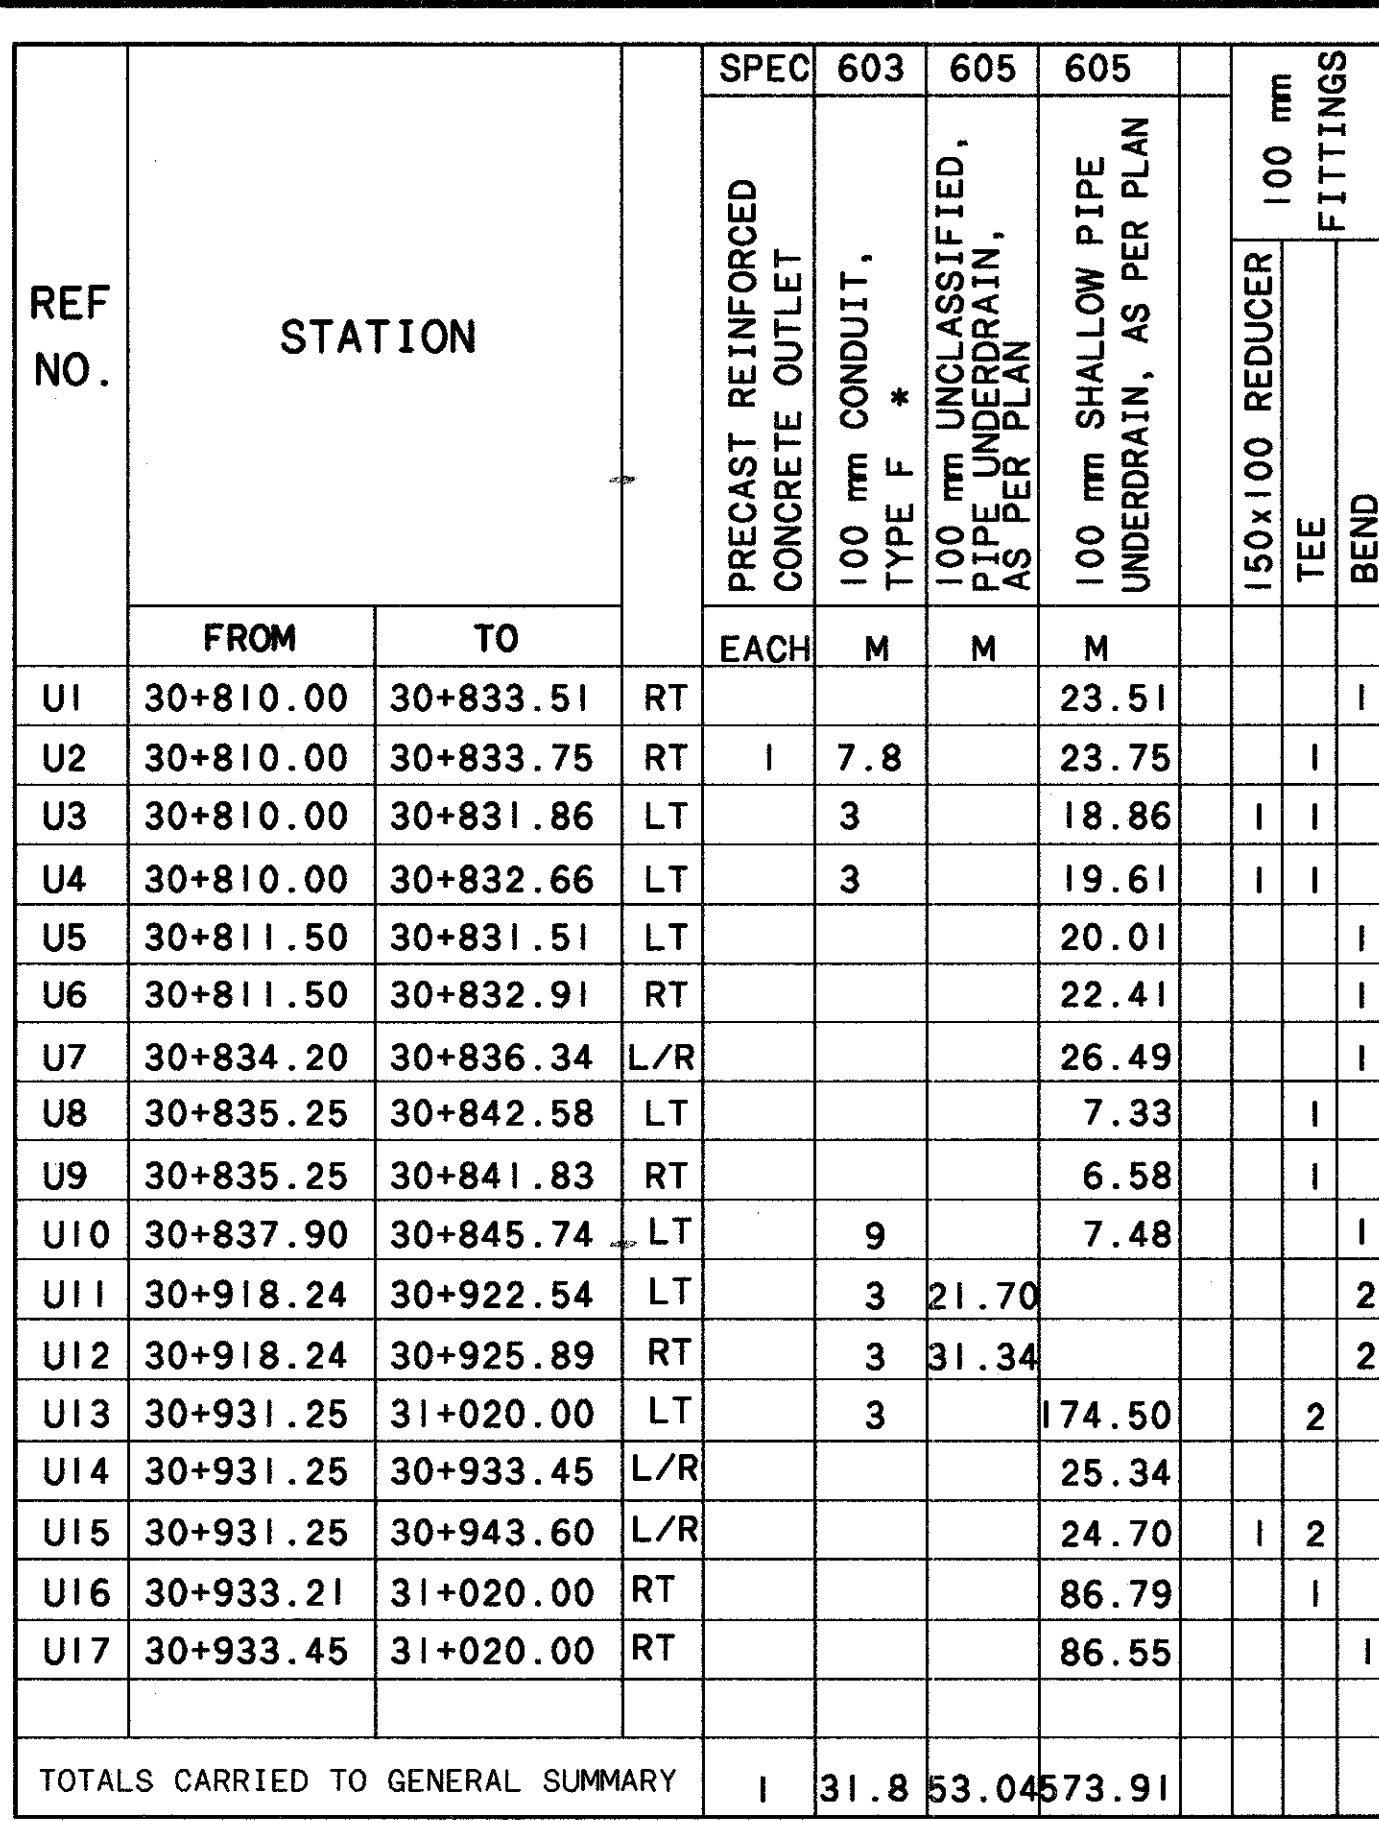 REF NO.
STATION
SPEC 603 605 605
PRECAST REINFORCED
CONCRETE OUTLET
100 mm CONDUIT,
TYPE F *
100 mm UNCLASSIFIED,
PIPE UNDERDRAIN,
AS PER PLAN
100 mm SHALLOW PIPE
UNDERDRAIN, AS PER PLAN
100 mm
FITTINGS
150x100 REDUCER
TEE
BEND
FROM TO EACH M M M
U1 30+810.00 30+833.51 RT 23.51 1
U2 30+810.00 30+833.75 RT 1 7.8 23.75 1
U3 30+810.00 30+831.86 LT 3 18.86 1 1
U4 30+810.00 30+832.66 LT 3 19.61 1 1
U5 30+811.50 30+831.51 LT 20.01 1
U6 30+811.50 30+832.91 RT 22.41 1
U7 30+834.20 30+836.34 L/R 26.49 1
U8 30+835.25 30+842.58 LT 7.33 1
U9 30+835.25 30+841.83 RT 6.58 1
U10 30+837.90 30+845.74 LT 9 7.48 1
U11 30+918.24 30+922.54 LT 3 21.70 2
U12 30+918.24 30+925.89 RT 3 31.34 2
U13 30+931.25 31+020.00 LT 3 174.50 2
U14 30+931.25 30+933.45 L/R 25.34
U15 30+931.25 30+943.60 L/R 24.70 1 2
U16 30+933.21 31+020.00 RT 86.79 1
U17 30+933.45 31+020.00 RT 86.55 1
TOTALS CARRIED TO GENERAL SUMMARY 1 31.8 53.04 573.91